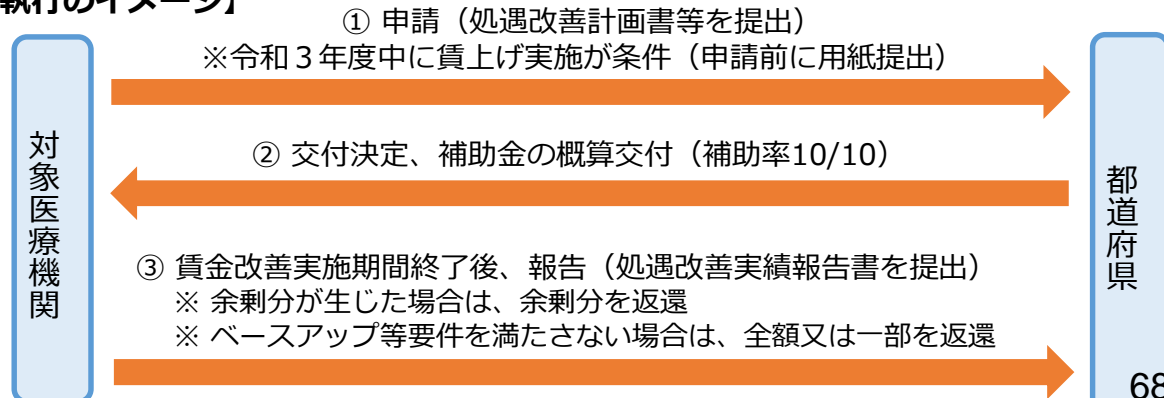 執行のイメージ】
① 申請（処遇改善計画書等を提出）
※令和３年度中に賃上げ実施が条件（申請前に用紙提出）
対象医療機関
② 交付決定、補助金の概算交付（補助率10/10）
都道府県
③ 賃金改善実施期間終了後、報告（処遇改善実績報告書を提出）
※ 余剰分が生じた場合は、余剰分を返還
※ ベースアップ等要件を満たさない場合は、全額又は一部を返還
68